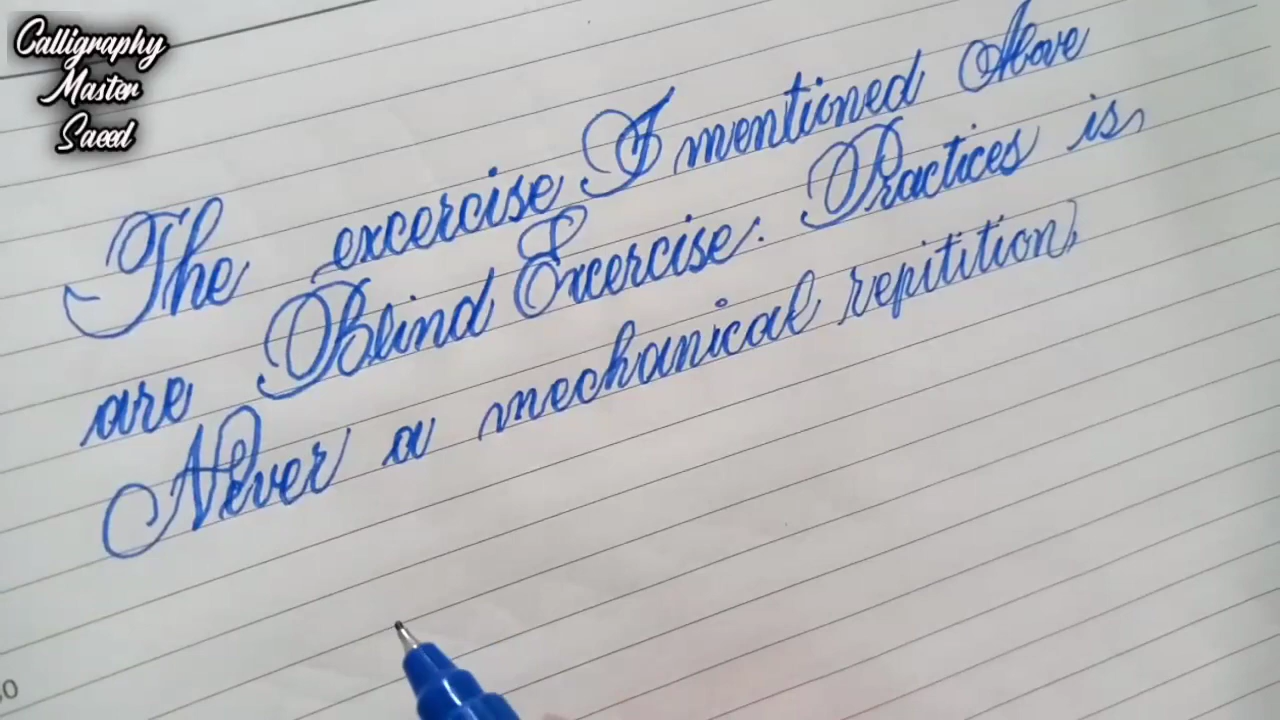 Calligraphy
Master
Saeed
The excercise I mentioned Above
are Blind Excercise. Practices is
Never a mechanical repitition,